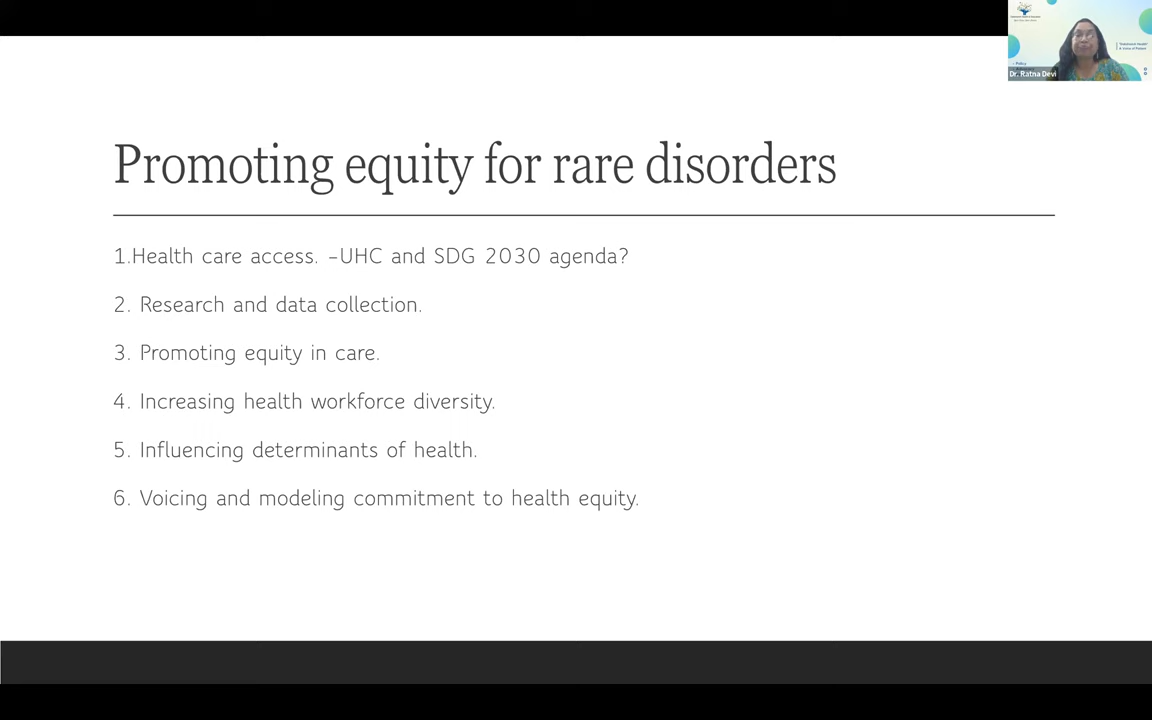 Promoting equity for rare disorders
1.Health care access. –UHC and SDG 2030 agenda?
2. Research and data collection.
3. Promoting equity in care.
4. Increasing health workforce diversity.
5. Influencing determinants of health.
6. Voicing and modeling commitment to health equity.
Dr. Ratna Devi